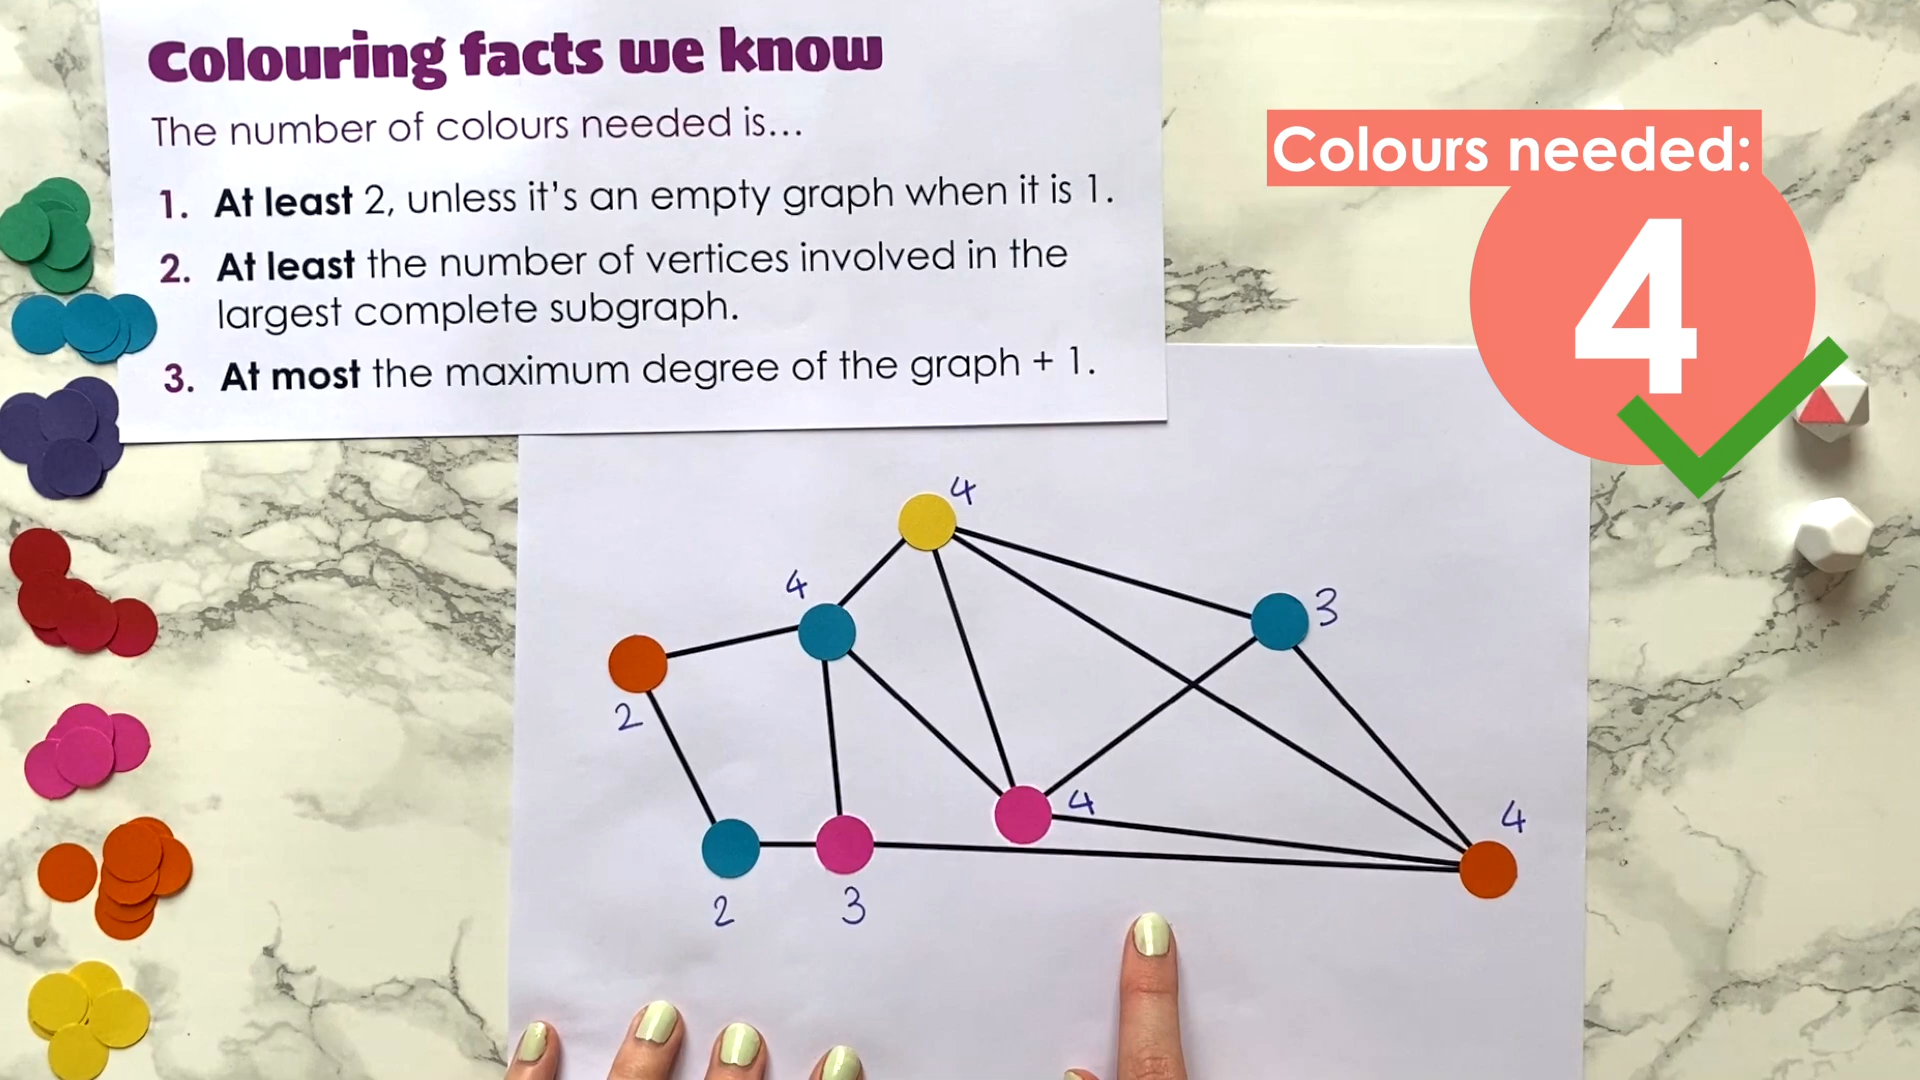 Colouring facts we know
The number of colours needed is...
1. At least 2, unless it's an empty graph when it is 1.
2. At least the number of vertices involved in the
largest complete subgraph.
3. At most the maximum degree of the graph + 1.
Colours needed:
4
4
4
3
2
4
4
2
3